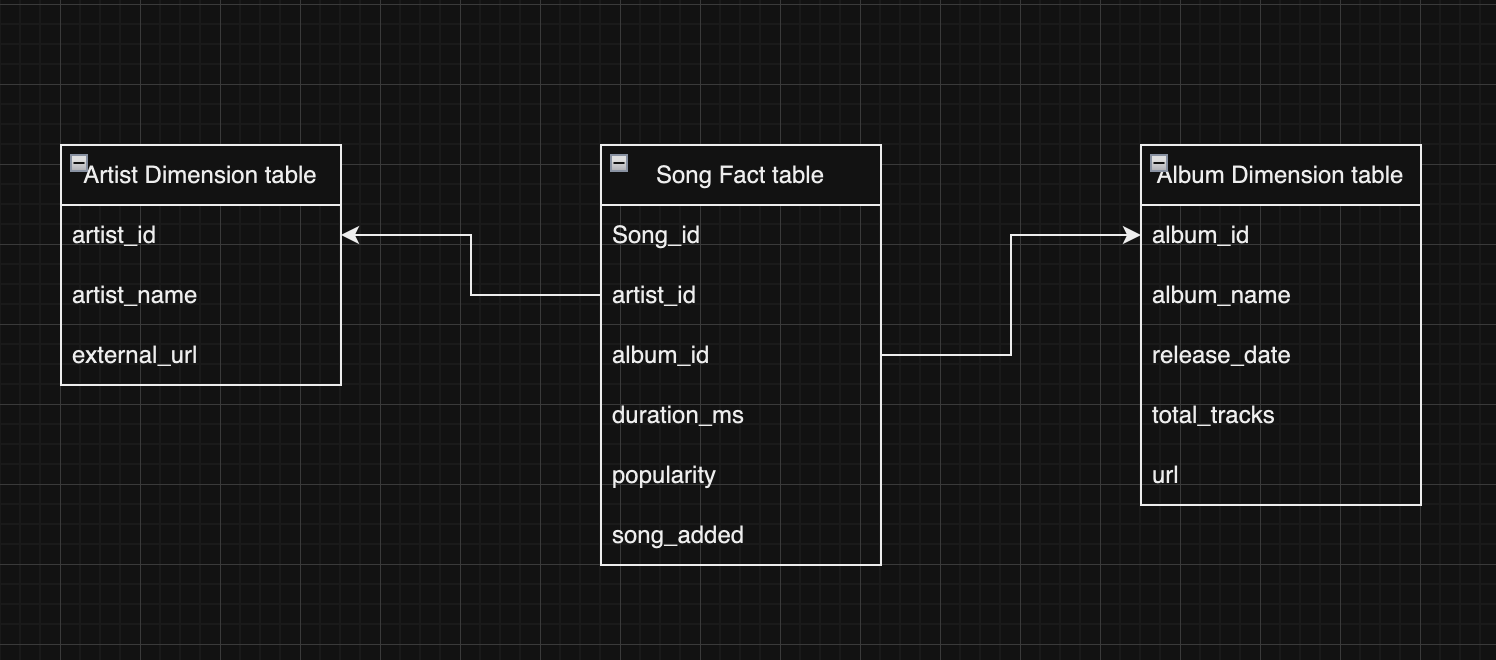 Artist Dimension table
artist_id
artist_name
external_url
Song Fact table
Song_id
artist_id
album_id
duration_ms
popularity
song_added
Album Dimension table
album_id
album_name
release_date
total_tracks
url